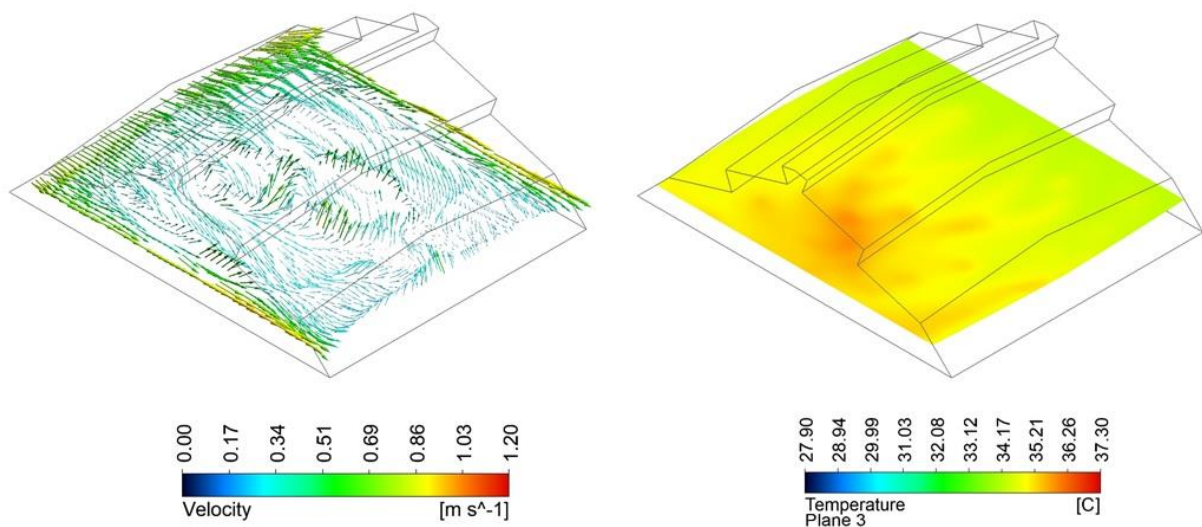 0.00 0.17 0.34 0.51 0.69 0.86 1.03 1.20
Velocity [m s^-1]
27.90 28.94 29.99 31.03 32.08 33.12 34.17 35.21 36.26 37.30
Temperature [C]
Plane 3